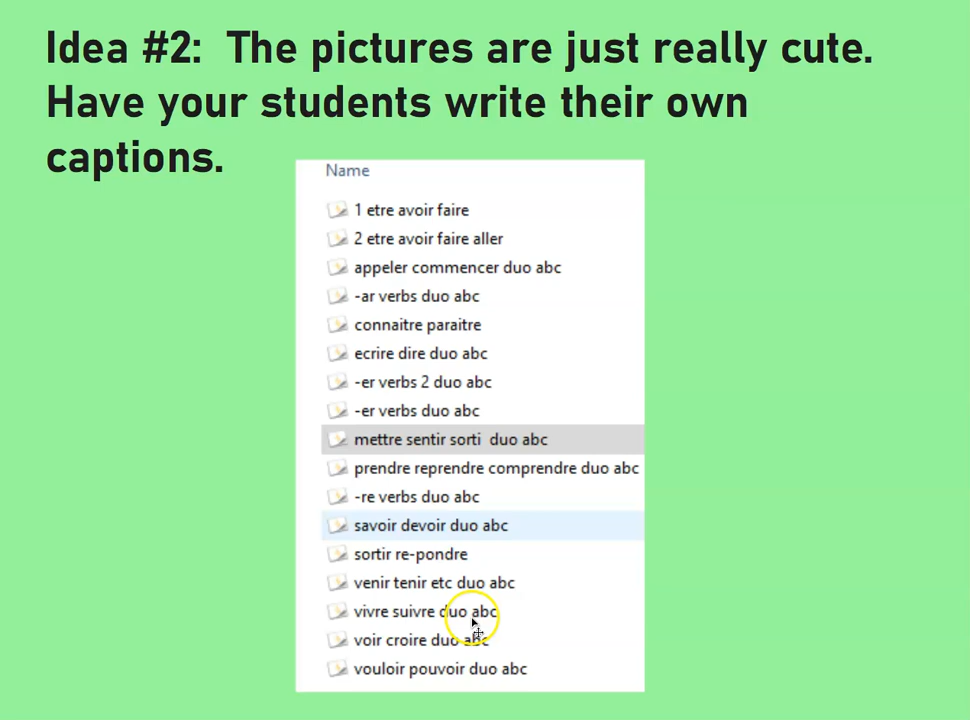 Idea #2: The pictures are just really cute.
Have your students write their own
captions.
Name
1 etre avoir faire
2 etre avoir faire aller
appeler commencer duo abc
-ar verbs duo abc
connaitre paraitre
ecrire dire duo abc
-er verbs 2 duo abc
-er verbs duo abc
mettre sentir sorti duo abc
prendre reprendre comprendre duo abc
-re verbs duo abc
savoir devoir duo abc
sortir re-pondre
venir tenir etc duo abc
vivre suivre duo abc
voir croire duo abc
vouloir pouvoir duo abc